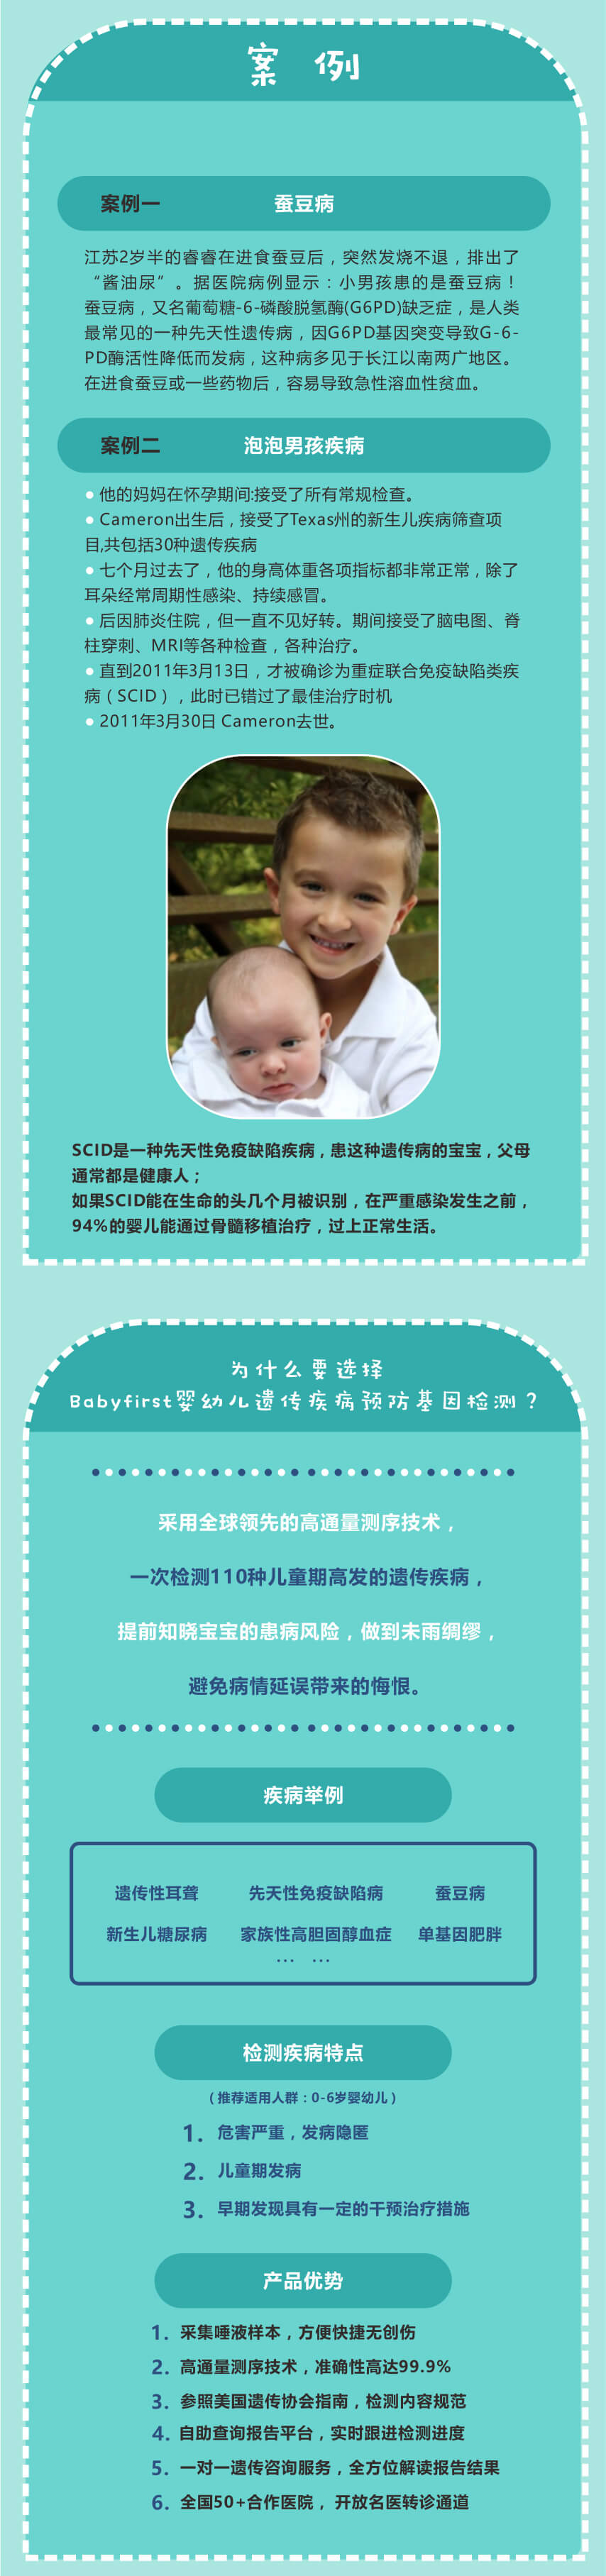 案 例
案例一 蚕豆病
江苏2岁半的睿睿在进食蚕豆后，突然发烧不退，排出了
“酱油尿”。据医院病例显示：小男孩患的是蚕豆病！
蚕豆病，又名葡萄糖-6-磷酸脱氢酶(G6PD)缺乏症，是人类
最常见的一种先天性遗传病，因G6PD基因突变导致G-6-
PD酶活性降低而发病，这种病多见于长江以南两广地区。
在进食蚕豆或一些药物后，容易导致急性溶血性贫血。
案例二 泡泡男孩疾病
● 他的妈妈在怀孕期间:接受了所有常规检查。
● Cameron出生后，接受了Texas州的新生儿疾病筛查项
目,共包括30种遗传疾病
● 七个月过去了，他的身高体重各项指标都非常正常，除了
耳朵经常周期性感染、持续感冒。
● 后因肺炎住院，但一直不见好转。期间接受了脑电图、脊
柱穿刺、MRI等各种检查，各种治疗。
● 直到2011年3月13日，才被确诊为重症联合免疫缺陷类疾
病（SCID），此时已错过了最佳治疗时机
● 2011年3月30日 Cameron去世。
SCID是一种先天性免疫缺陷疾病，患这种遗传病的宝宝，父母
通常都是健康人；
如果SCID能在生命的头几个月被识别，在严重感染发生之前，
94%的婴儿能通过骨髓移植治疗，过上正常生活。
为什么要选择
Babyfirst婴幼儿遗传疾病预防基因检测？
采用全球领先的高通量测序技术，
一次检测110种儿童期高发的遗传疾病，
提前知晓宝宝的患病风险，做到未雨绸缪，
避免病情延误带来的悔恨。
疾病举例
遗传性耳聋 先天性免疫缺陷病 蚕豆病
新生儿糖尿病 家族性高胆固醇血症 单基因肥胖
… …
检测疾病特点
（推荐适用人群：0-6岁婴幼儿）
1. 危害严重，发病隐匿
2. 儿童期发病
3. 早期发现具有一定的干预治疗措施
产品优势
1. 采集唾液样本，方便快捷无创伤
2. 高通量测序技术，准确性高达99.9%
3. 参照美国遗传协会指南，检测内容规范
4. 自助查询报告平台，实时跟进检测进度
5. 一对一遗传咨询服务，全方位解读报告结果
6. 全国50+合作医院， 开放名医转诊通道